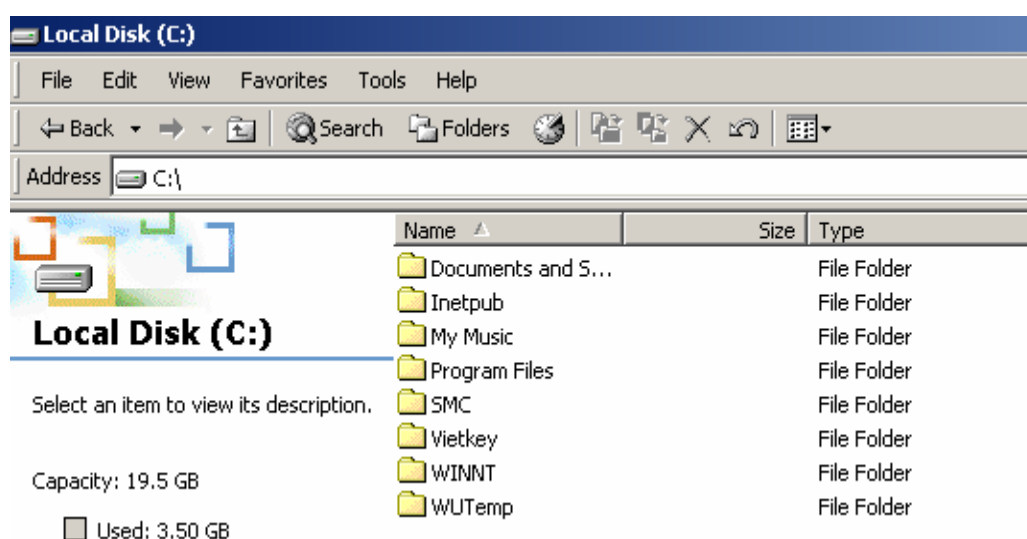 Local Disk (C:)
File Edit View Favorites Tools Help
Back Search Folders
Address C:\
Name Size Type
Documents and S... File Folder
Inetpub File Folder
My Music File Folder
Program Files File Folder
SMC File Folder
Vietkey File Folder
WINNT File Folder
WUTemp File Folder
Local Disk (C:)
Select an item to view its description.
Capacity: 19.5 GB
Used: 3.50 GB